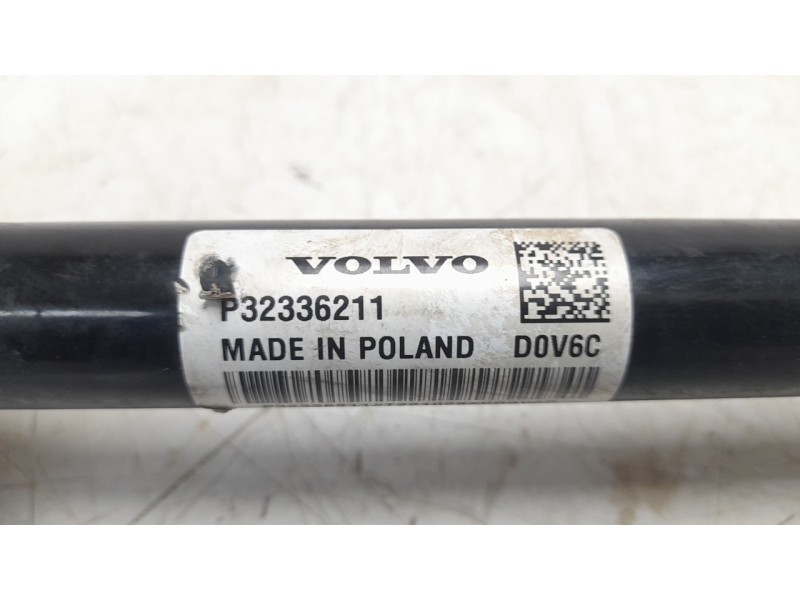 VOLVO
P32336211
MADE IN POLAND D0V6C